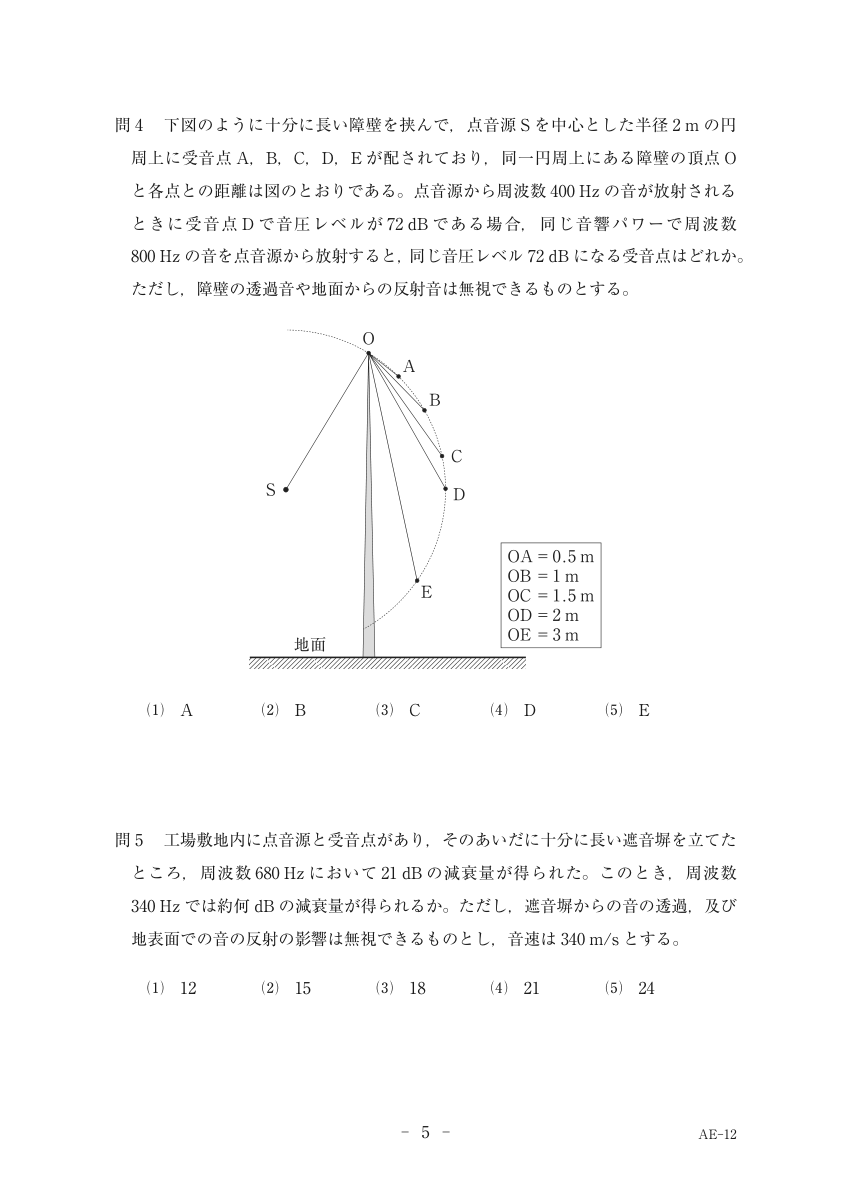 問 4　下図のように十分に長い障壁を挟んで，点音源 S を中心とした半径 2 m の円
周上に受音点 A，B，C，D，E が配されており，同一円周上にある障壁の頂点 O
と各点との距離は図のとおりである。点音源から周波数 400 Hz の音が放射される
ときに受音点 D で音圧レベルが 72 dB である場合，同じ音響パワーで周波数
800 Hz の音を点音源から放射すると，同じ音圧レベル 72 dB になる受音点はどれか。
ただし，障壁の透過音や地面からの反射音は無視できるものとする。
O
A
B
C
S
D
E
OA = 0.5 m
OB = 1 m
OC = 1.5 m
OD = 2 m
OE = 3 m
地面
⑴　A　　⑵　B　　⑶　C　　⑷　D　　⑸　E
問 5　工場敷地内に点音源と受音点があり，そのあいだに十分に長い遮音塀を立てた
ところ，周波数 680 Hz において 21 dB の減衰量が得られた。このとき，周波数
340 Hz では約何 dB の減衰量が得られるか。ただし，遮音塀からの音の透過，及び
地表面での音の反射の影響は無視できるものとし，音速は 340 m/s とする。
⑴　12　　⑵　15　　⑶　18　　⑷　21　　⑸　24
- 5 -
AE-12